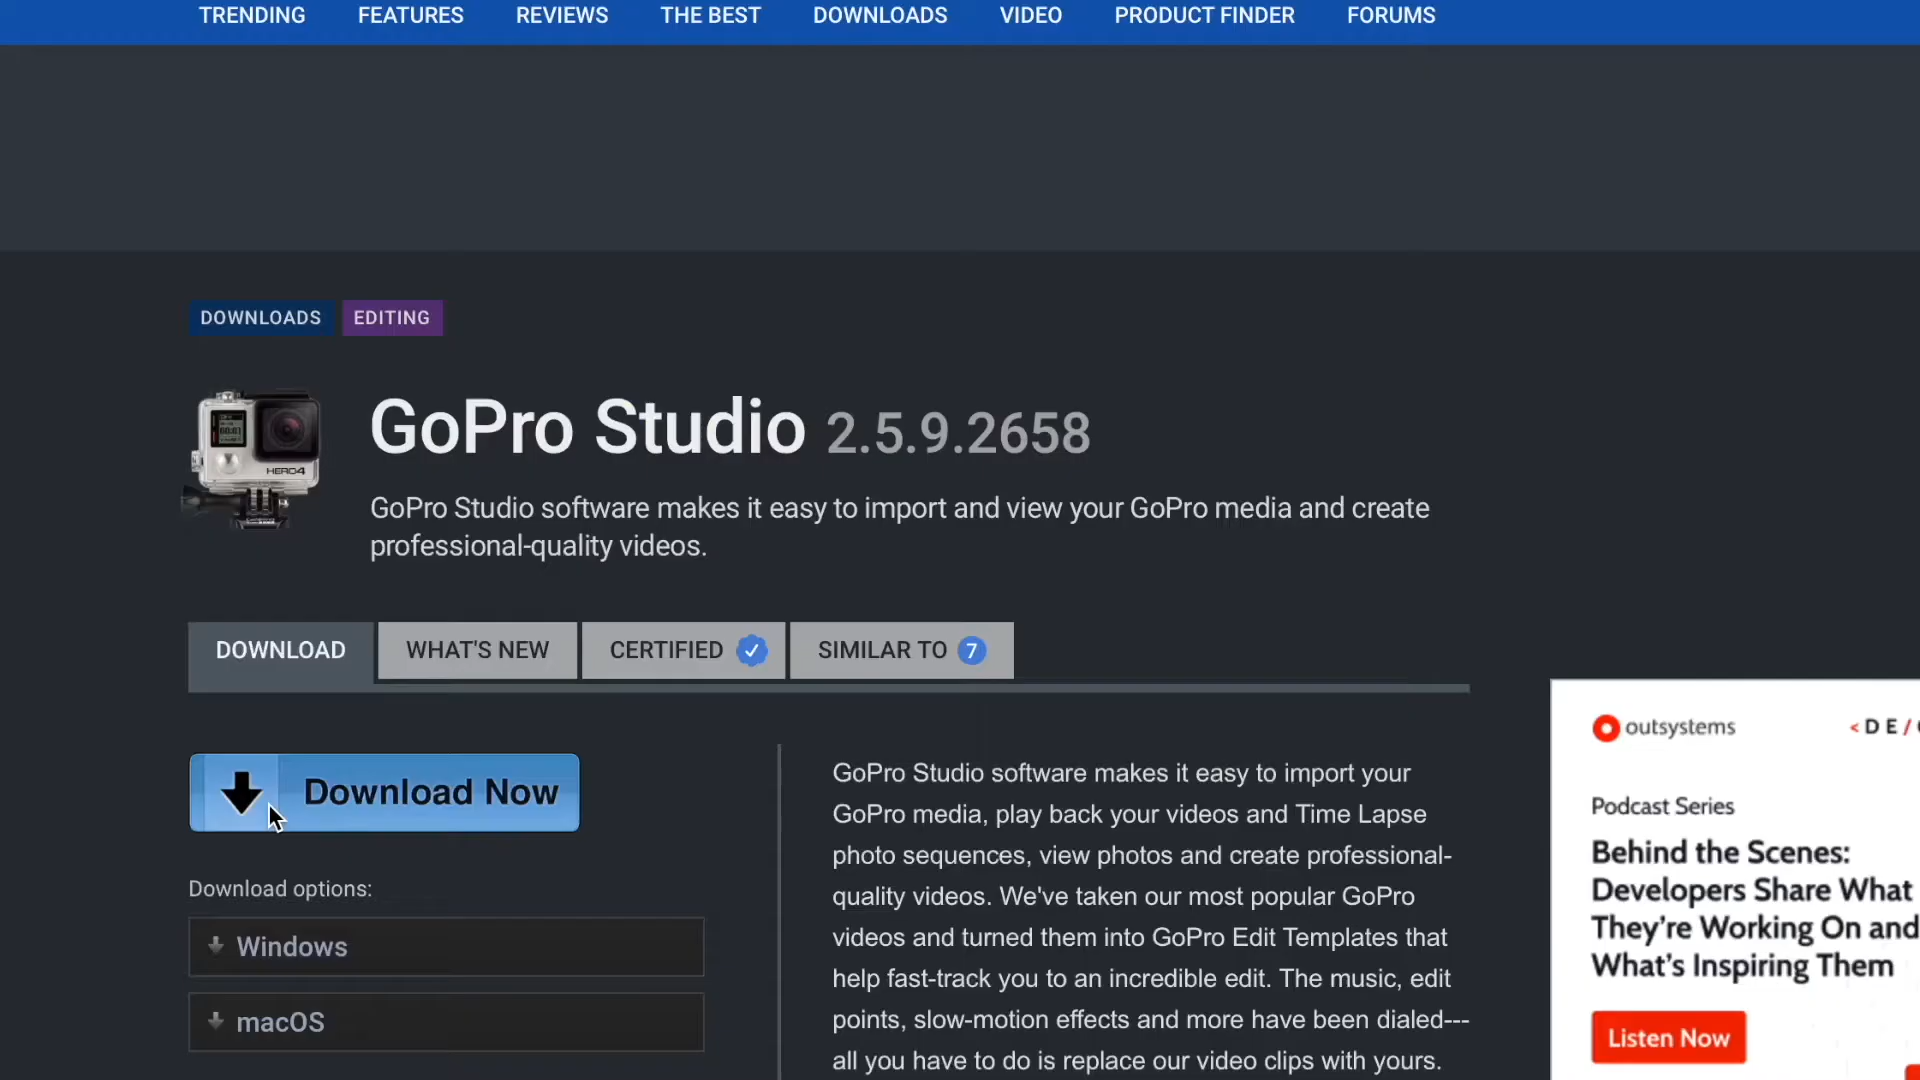 TRENDING FEATURES REVIEWS THE BEST DOWNLOADS VIDEO PRODUCT FINDER FORUMS
DOWNLOADS EDITING
HERO4
GoPro Studio 2.5.9.2658
GoPro Studio software makes it easy to import and view your GoPro media and create
professional-quality videos.
DOWNLOAD WHAT'S NEW CERTIFIED SIMILAR TO 7
Download Now
Download options:
Windows
macOS
GoPro Studio software makes it easy to import your
GoPro media, play back your videos and Time Lapse
photo sequences, view photos and create professional-
quality videos. We've taken our most popular GoPro
videos and turned them into GoPro Edit Templates that
help fast-track you to an incredible edit. The music, edit
points, slow-motion effects and more have been dialed---
all you have to do is replace our video clips with yours.
outsystems <DE/
Podcast Series
Behind the Scenes:
Developers Share What
They're Working On and
What's Inspiring Them
Listen Now